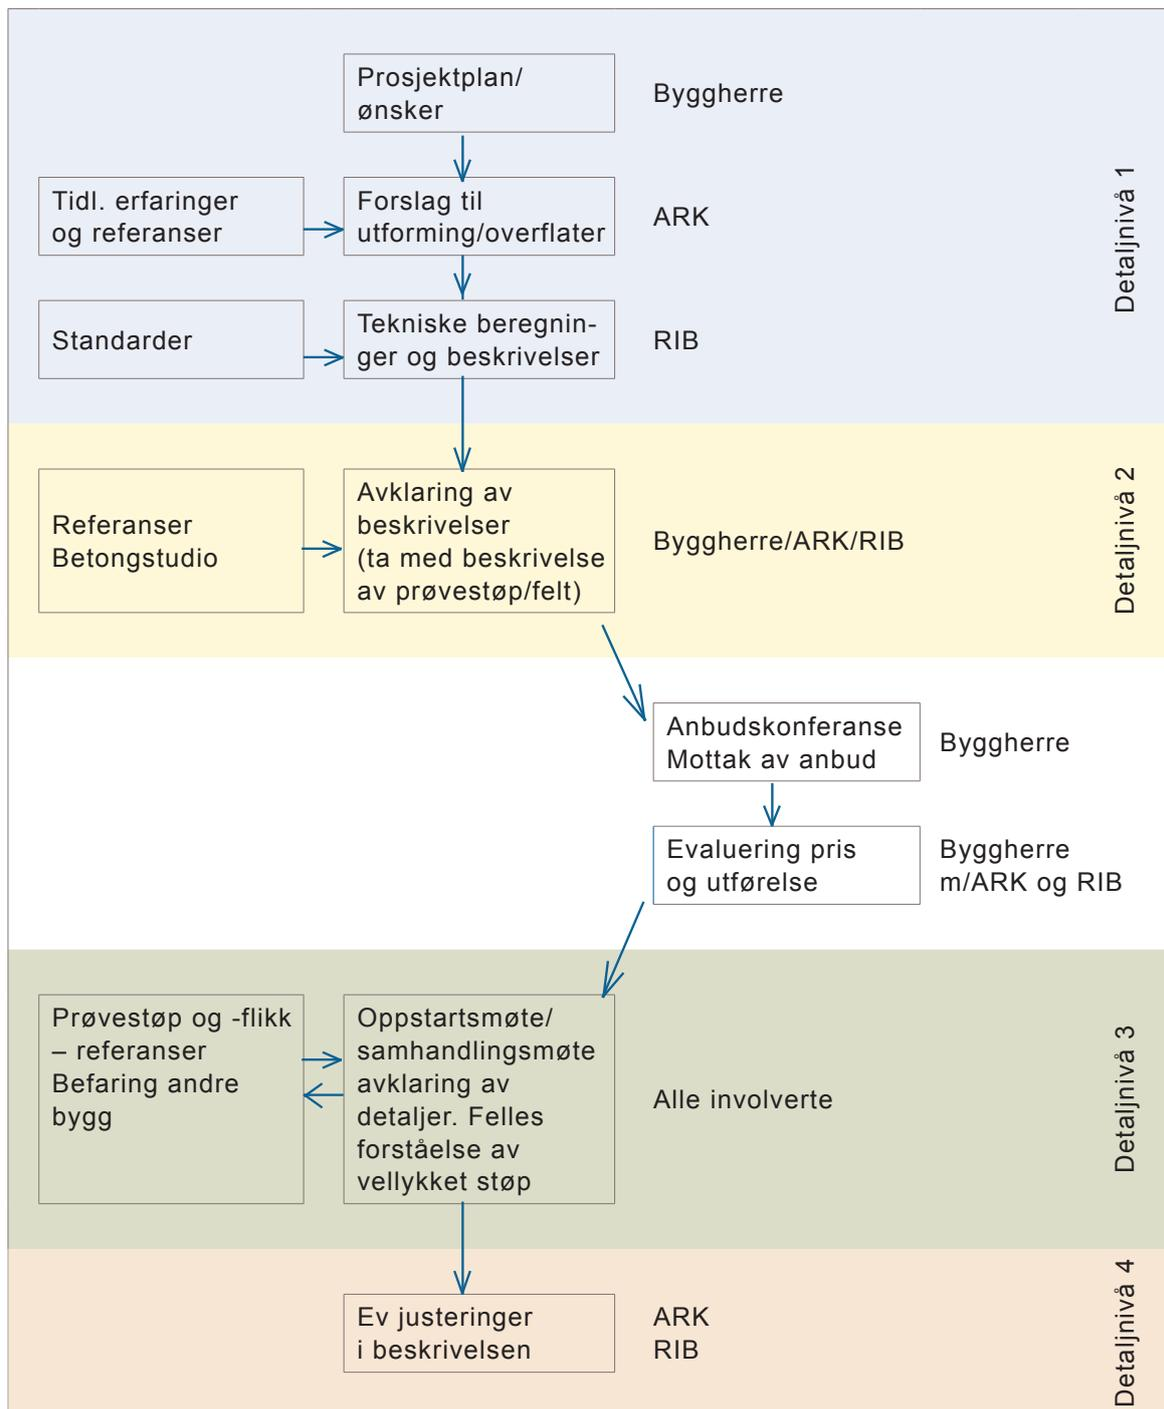 Prosjektplan/
ønsker
Byggherre
Tidl. erfaringer
og referanser
Forslag til
utforming/overflater
ARK
Standarder
Tekniske beregnin-
ger og beskrivelser
RIB
Detaljnivå 1
Referanser
Betongstudio
Avklaring av
beskrivelser
(ta med beskrivelse
av prøvestøp/felt)
Byggherre/ARK/RIB
Detaljnivå 2
Anbudskonferanse
Mottak av anbud
Byggherre
Evaluering pris
og utførelse
Byggherre
m/ARK og RIB
Prøvestøp og -flikk
– referanser
Befaring andre
bygg
Oppstartsmøte/
samhandlingsmøte
avklaring av
detaljer. Felles
forståelse av
vellykket støp
Alle involverte
Detaljnivå 3
Ev justeringer
i beskrivelsen
ARK
RIB
Detaljnivå 4